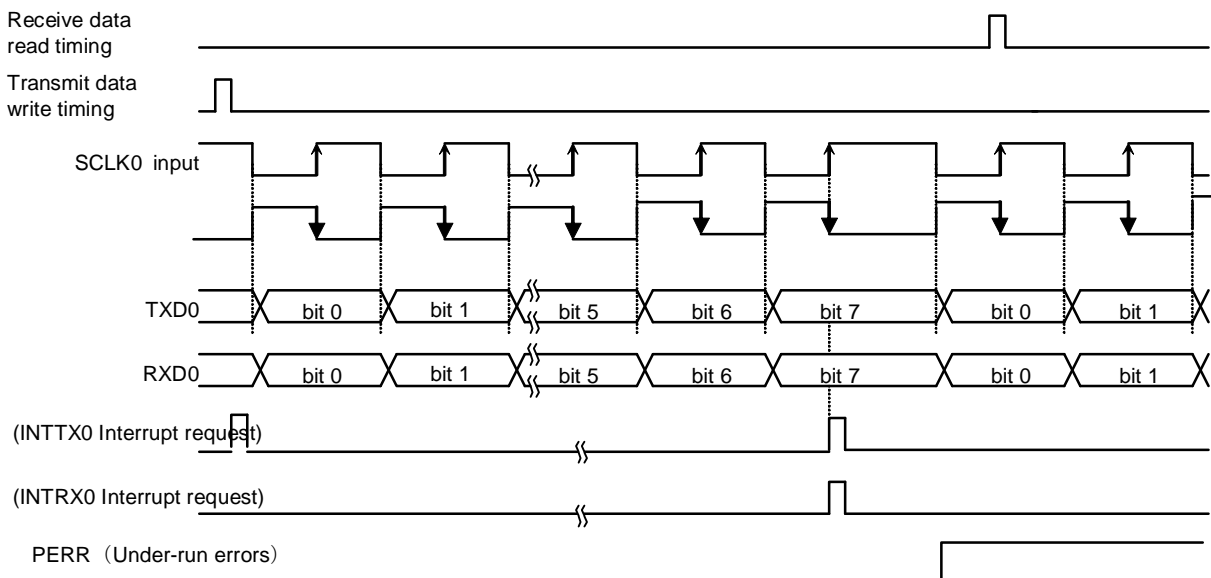 Receive data
read timing
Transmit data
write timing
SCLK0 input
TXD0 bit 0 bit 1 bit 5 bit 6 bit 7 bit 0 bit 1
RXD0 bit 0 bit 1 bit 5 bit 6 bit 7 bit 0 bit 1
(INTTX0 Interrupt request)
(INTRX0 Interrupt request)
PERR（Under-run errors）